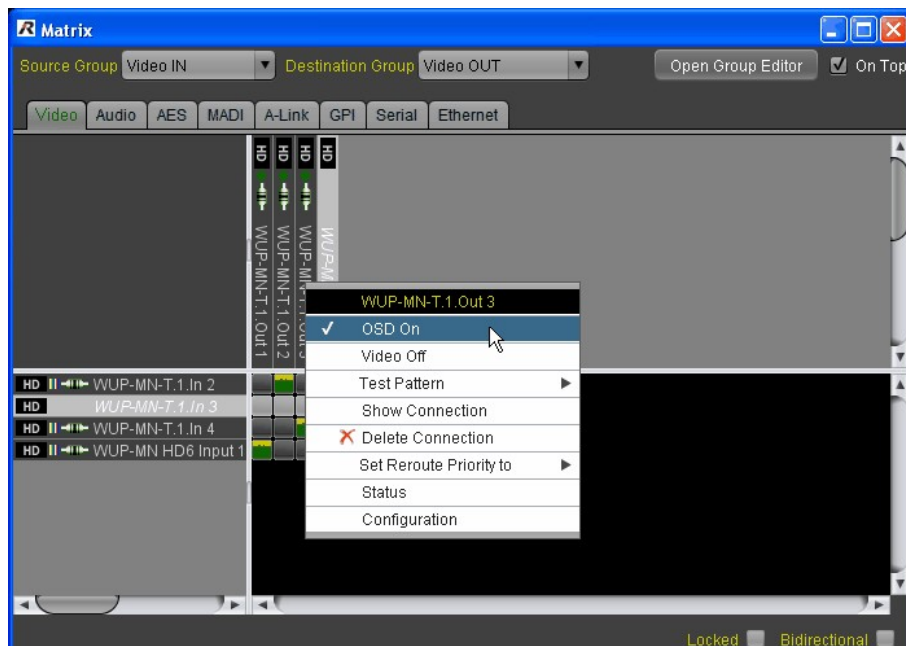 Matrix
Source Group Video IN Destination Group Video OUT Open Group Editor On Top
Video Audio AES MADI A-Link GPI Serial Ethernet
HD HD HD HD
WUP-MN-T.1.Out 1
WUP-MN-T.1.Out 2
WUP-MN-T.1.Out 3
WUP-M
WUP-MN-T.1.Out 3
OSD On
Video Off
Test Pattern
Show Connection
Delete Connection
Set Reroute Priority to
Status
Configuration
HD WUP-MN-T.1.In 2
HD WUP-MN-T.1.In 3
HD WUP-MN-T.1.In 4
HD WUP-MN HD6 Input 1
Locked Bidirectional